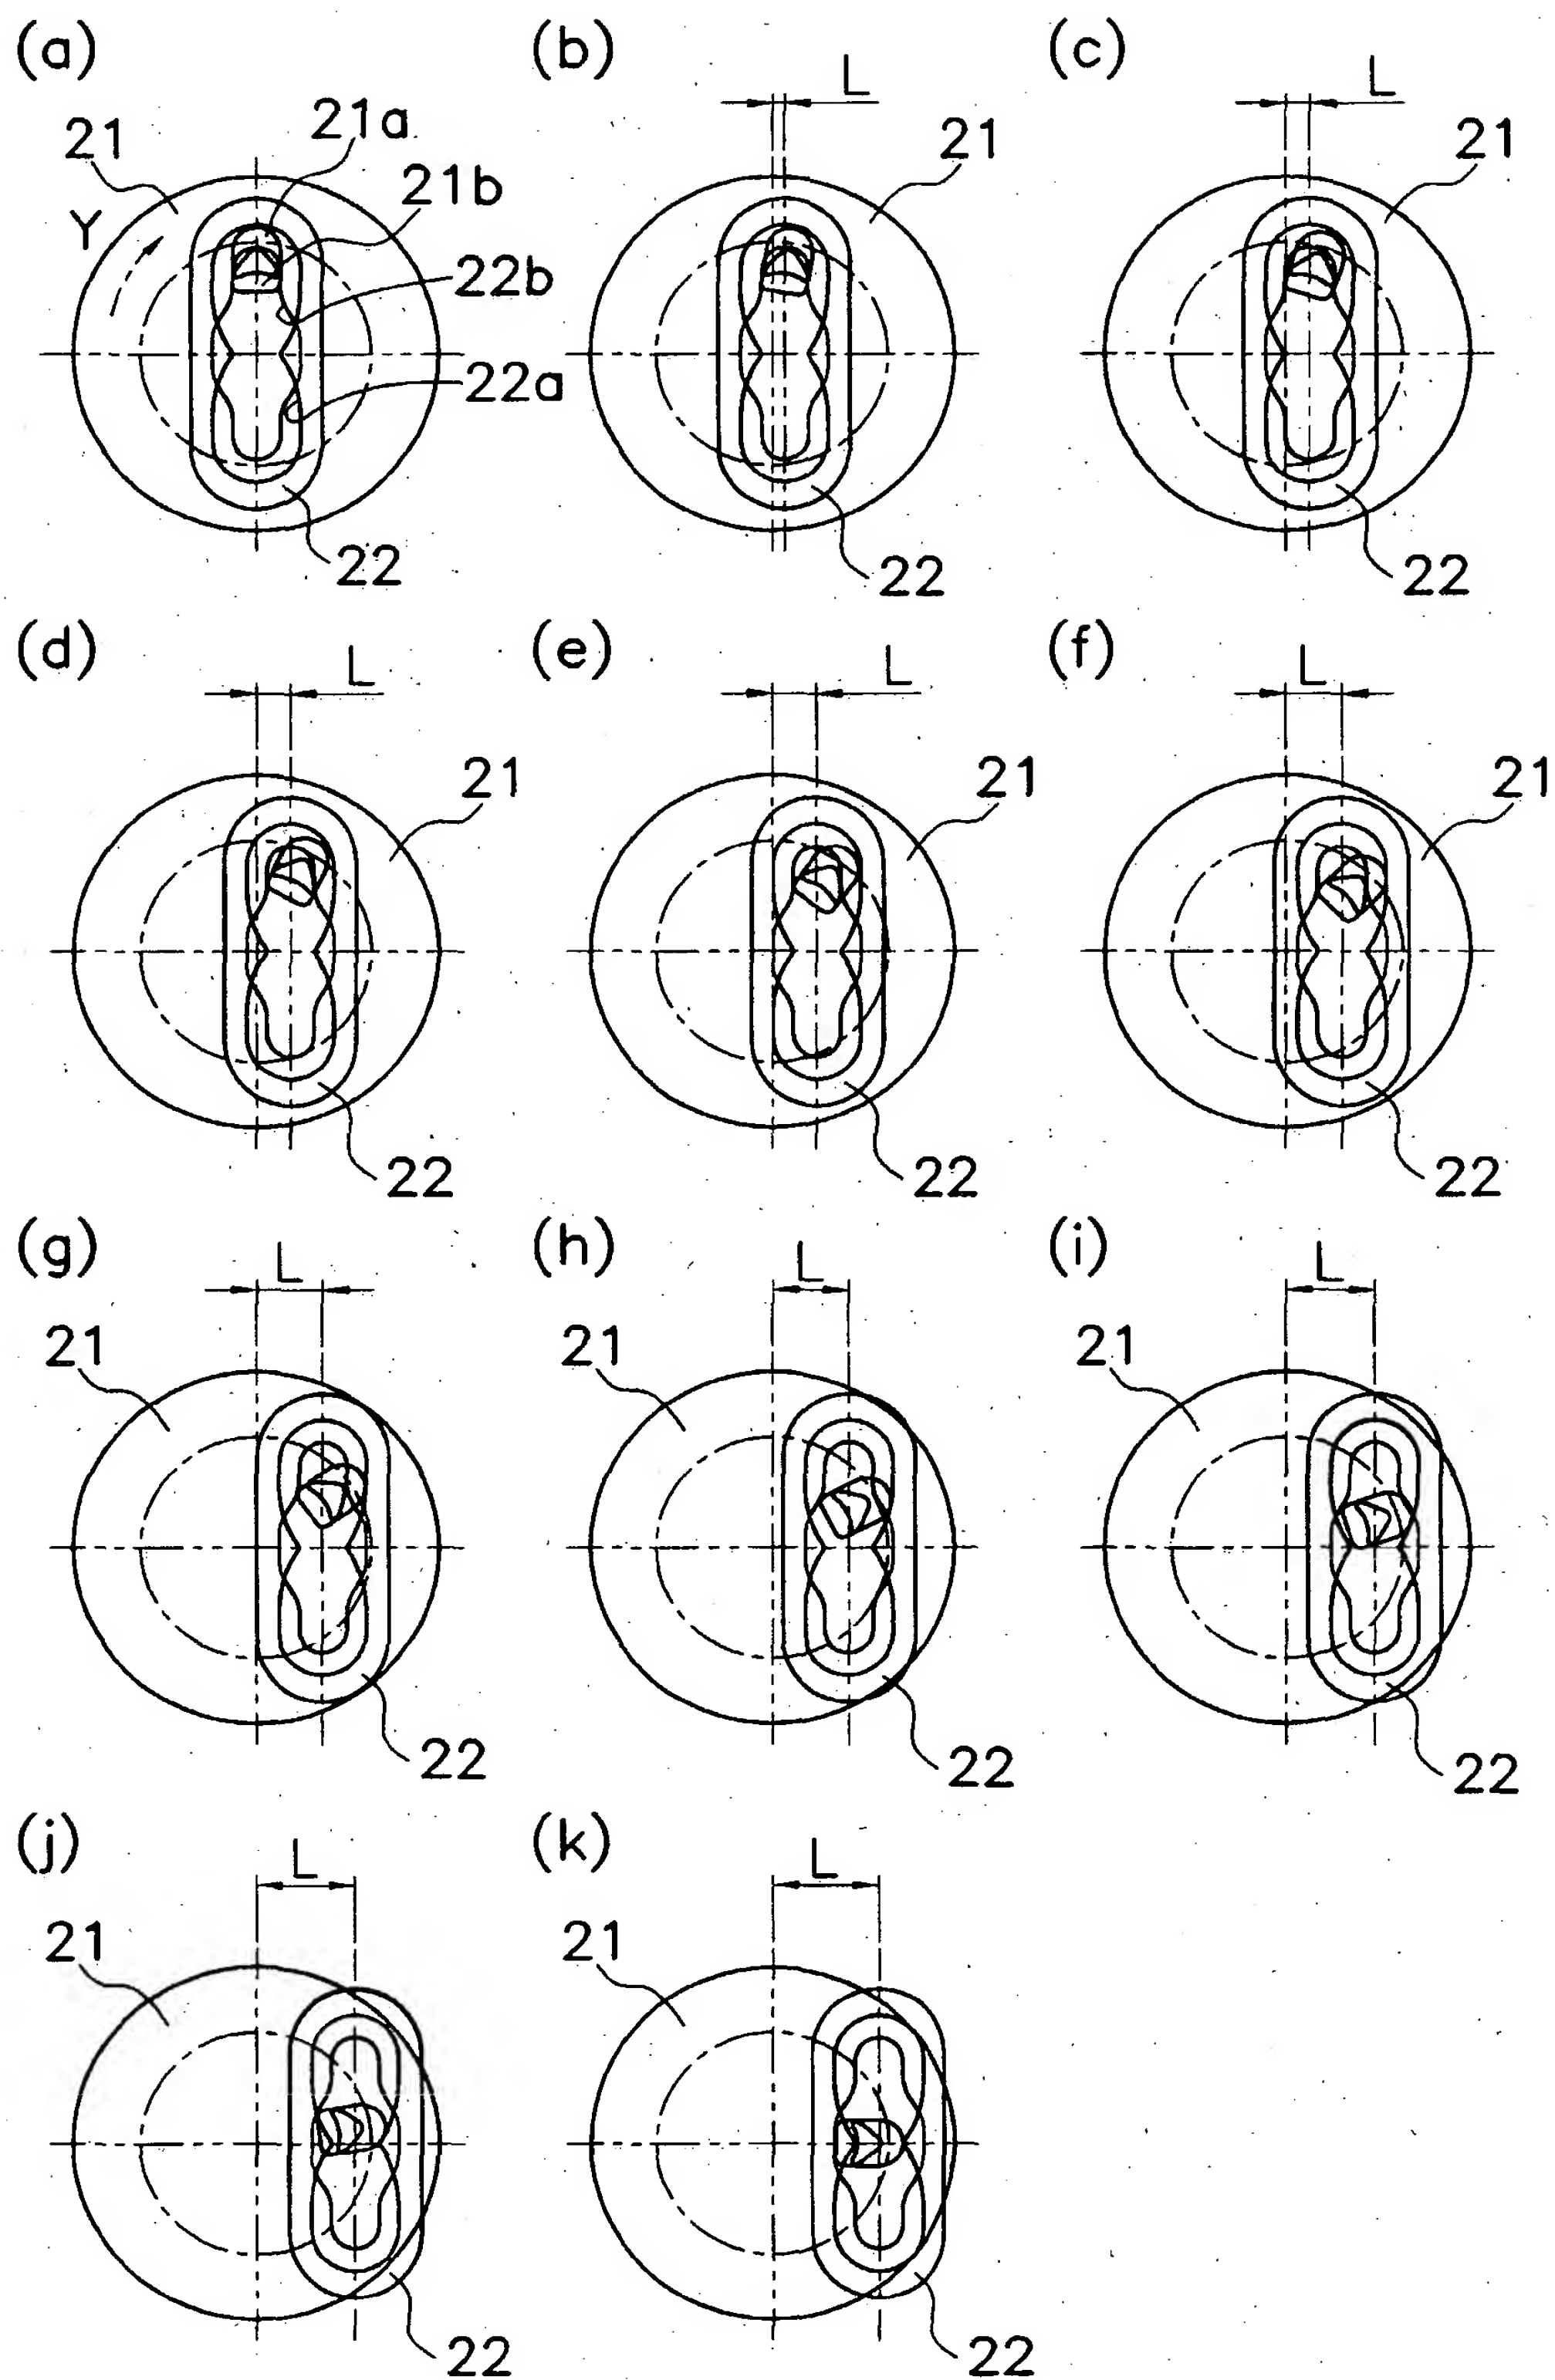 (a) (b) (c)
L L
21 21a 21 21
21b
Y
22b
22a
22 22 22
(d) (e) (f)
L L L
21 21 21
22 22 22
(g) (h) (i)
L L L
21 21 21
22 22 22
(j) (k)
L L
21 21
22 22